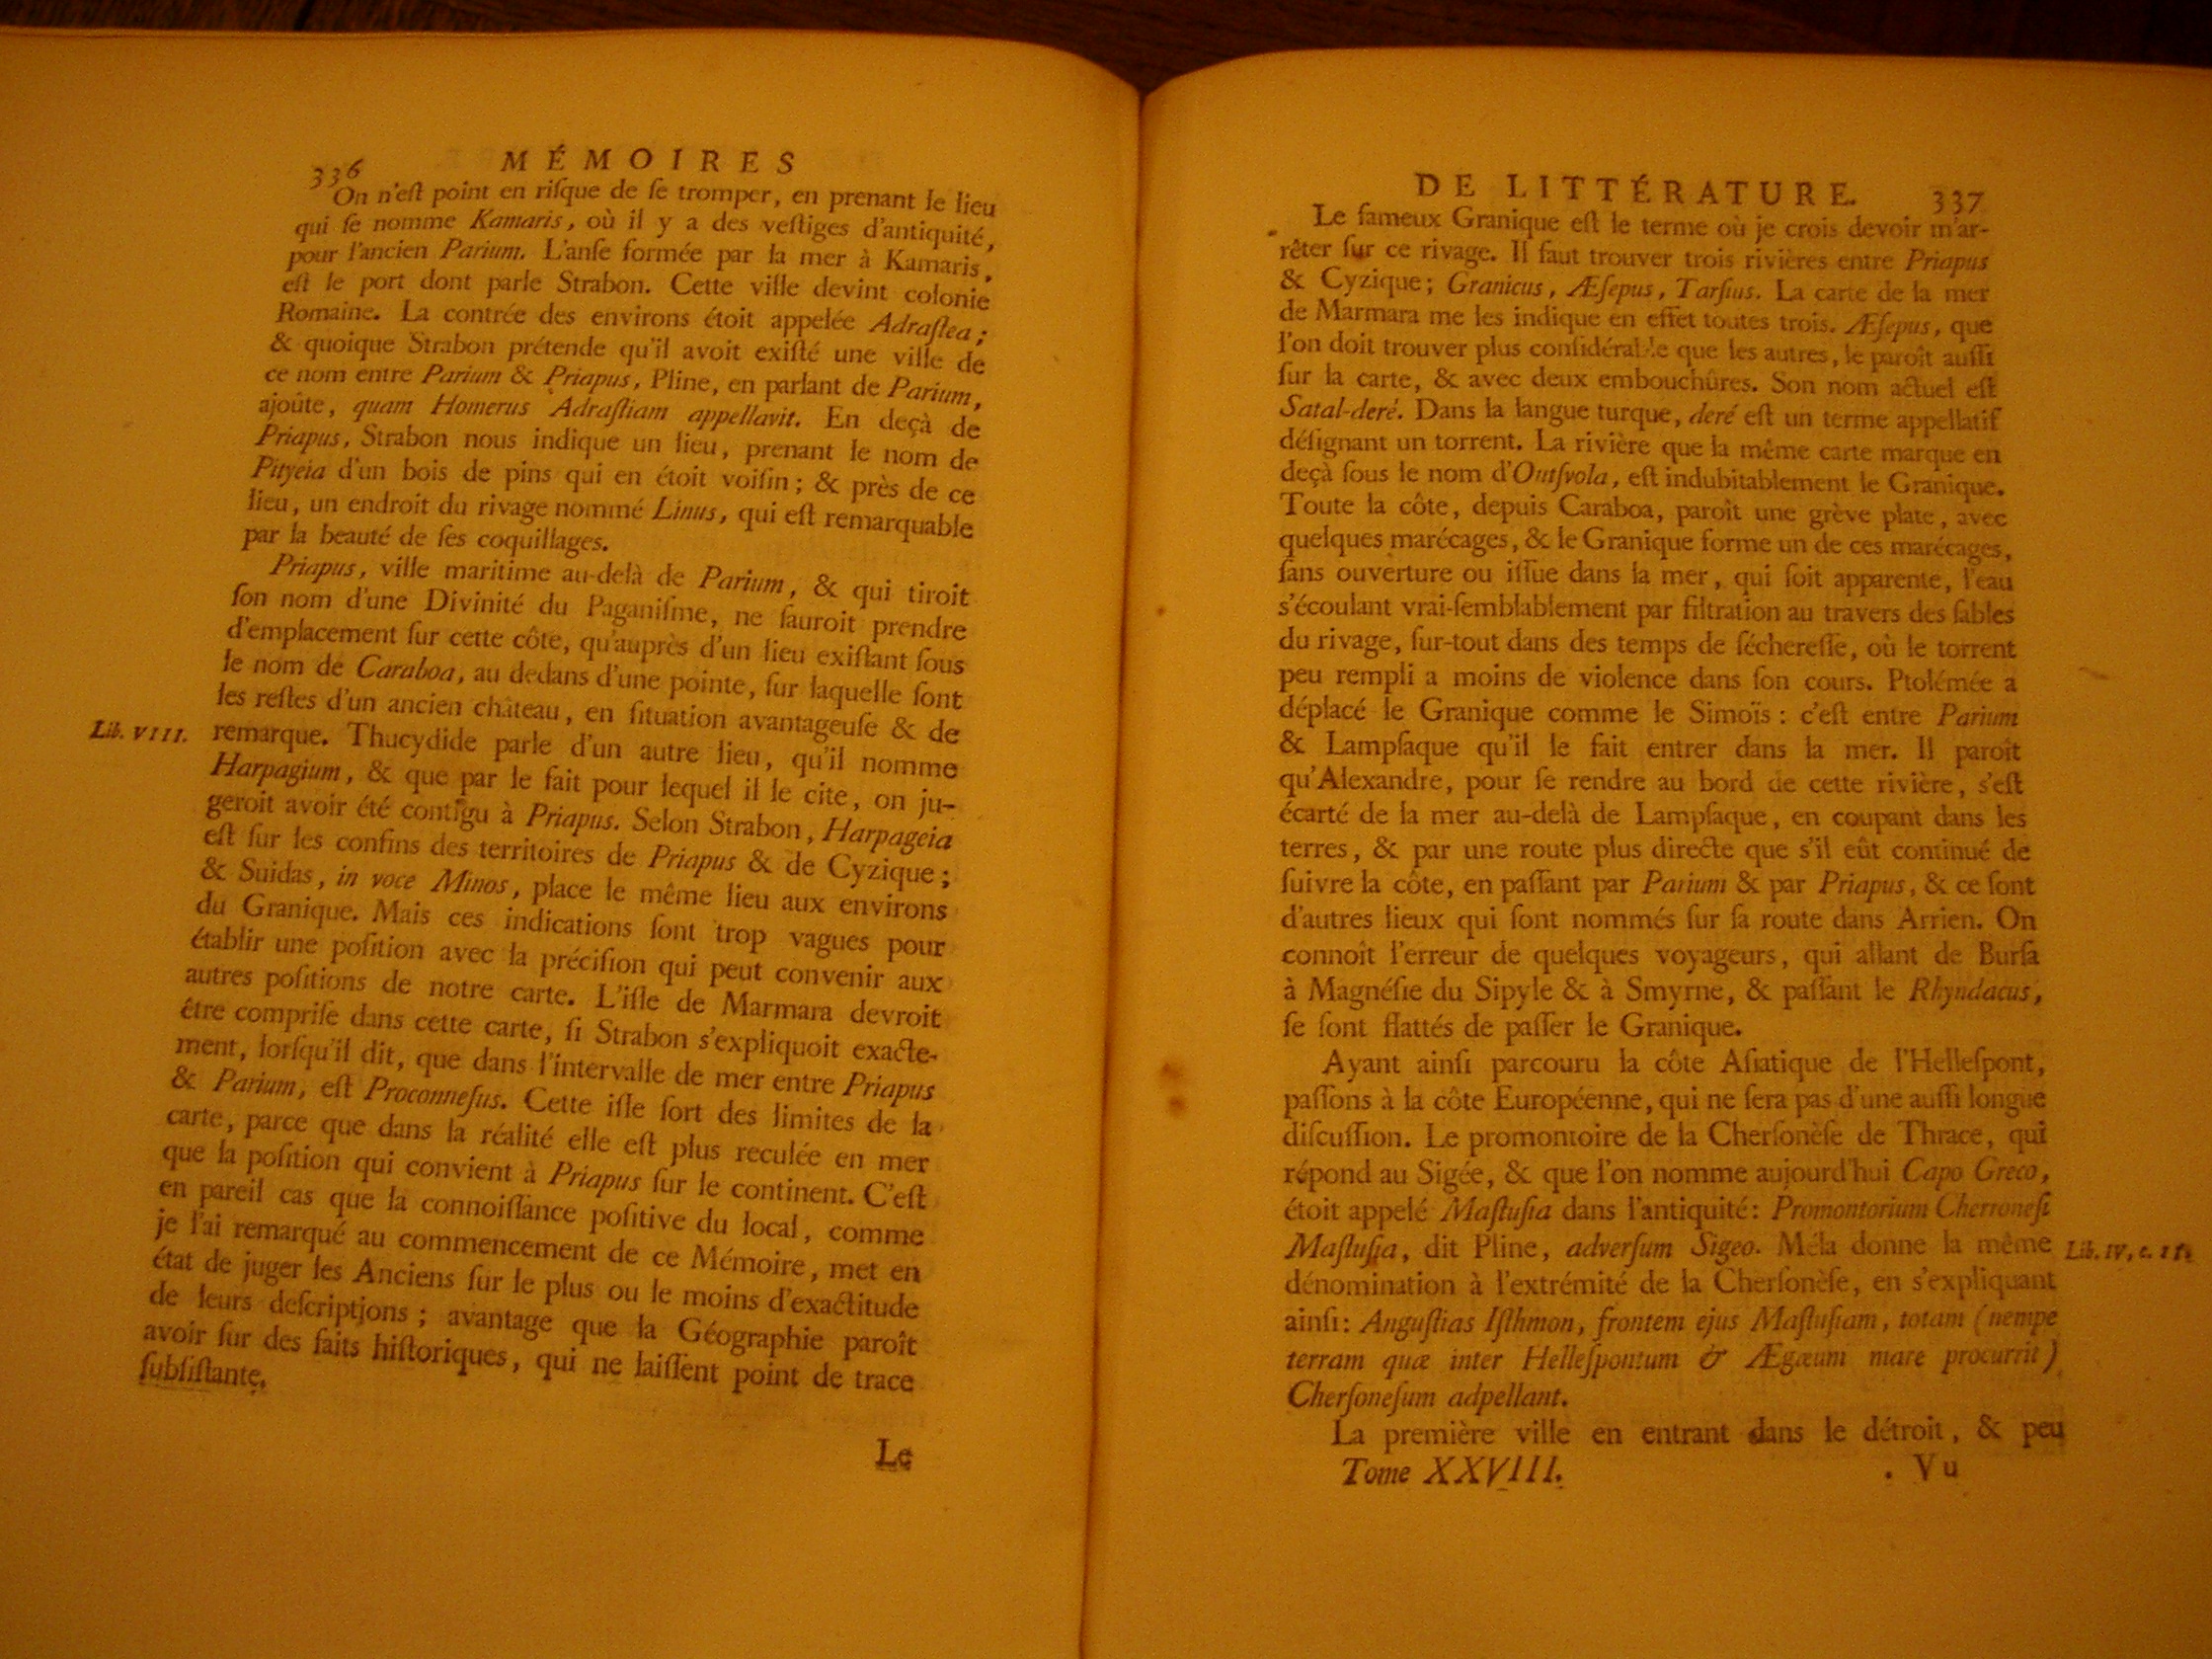 336 MÉMOIRES
On n'eſt point en riſque de ſe tromper, en prenant le lieu
qui ſe nomme Kamaris, où il y a des veſtiges d'antiquité,
pour l'ancien Parium. L'anſe formée par la mer à Kamaris,
eſt le port dont parle Strabon. Cette ville devint colonie
Romaine. La contrée des environs étoit appelée Adraſtea;
& quoique Strabon prétende qu'il avoit exiſté une ville de
ce nom entre Parium & Priapus, Pline, en parlant de Parium,
ajoûte, quam Homerus Adraſtiam appellavit. En deçà de
Priapus, Strabon nous indique un lieu, prenant le nom de
Pityeia d'un bois de pins qui en étoit voiſin; & près de ce
lieu, un endroit du rivage nommé Linus, qui eſt remarquable
par la beauté de ſes coquillages.
Priapus, ville maritime au-delà de Parium, & qui tiroit
ſon nom d'une Divinité du Paganiſme, ne ſauroit prendre
d'emplacement ſur cette côte, qu'auprès d'un lieu exiſtant ſous
le nom de Caraboa, au dedans d'une pointe, ſur laquelle ſont
les reſtes d'un ancien château, en ſituation avantageuſe & de
Lib. VIII. remarque. Thucydide parle d'un autre lieu, qu'il nomme
Harpagium, & que par le fait pour lequel il le cite, on ju-
geroit avoir été contigu à Priapus. Selon Strabon, Harpageia
eſt ſur les confins des territoires de Priapus & de Cyzique;
& Suidas, in voce Minos, place le même lieu aux environs
du Granique. Mais ces indications ſont trop vagues pour
établir une poſition avec la préciſion qui peut convenir aux
autres poſitions de notre carte. L'iſle de Marmara devroit
être compriſe dans cette carte, ſi Strabon s'expliquoit exacte-
ment, lorſqu'il dit, que dans l'intervalle de mer entre Priapus
& Parium, eſt Proconneſus. Cette iſle ſort des limites de la
carte, parce que dans la réalité elle eſt plus reculée en mer
que la poſition qui convient à Priapus ſur le continent. C'eſt
en pareil cas que la connoiſſance poſitive du local, comme
je l'ai remarqué au commencement de ce Mémoire, met en
état de juger les Anciens ſur le plus ou le moins d'exactitude
de leurs deſcriptions; avantage que la Géographie paroît
avoir ſur des faits hiſtoriques, qui ne laiſſent point de trace
ſubſiſtante.
Le
DE LITTÉRATURE. 337
Le fameux Granique eſt le terme où je crois devoir m'ar-
rêter ſur ce rivage. Il faut trouver trois rivières entre Priapus
& Cyzique; Granicus, Æſepus, Tarſius. La carte de la mer
de Marmara me les indique en effet toutes trois. Æſepus, que
l'on doit trouver plus conſidérable que les autres, le paroît auſſi
ſur la carte, & avec deux embouchûres. Son nom actuel eſt
Satal-deré. Dans la langue turque, deré eſt un terme appellatif
déſignant un torrent. La rivière que la même carte marque en
deçà ſous le nom d'Outſvola, eſt indubitablement le Granique.
Toute la côte, depuis Caraboa, paroît une grève plate, avec
quelques marécages, & le Granique forme un de ces marécages,
ſans ouverture ou iſſue dans la mer, qui ſoit apparente, l'eau
s'écoulant vrai-ſemblablement par filtration au travers des ſables
du rivage, ſur-tout dans des temps de ſéchereſſe, où le torrent
peu rempli a moins de violence dans ſon cours. Ptolémée a
déplacé le Granique comme le Simoïs: c'eſt entre Parium
& Lampſaque qu'il le fait entrer dans la mer. Il paroît
qu'Alexandre, pour ſe rendre au bord de cette rivière, s'eſt
écarté de la mer au-delà de Lampſaque, en coupant dans les
terres, & par une route plus directe que s'il eût continué de
ſuivre la côte, en paſſant par Parium & par Priapus, & ce ſont
d'autres lieux qui ſont nommés ſur ſa route dans Arrien. On
connoît l'erreur de quelques voyageurs, qui allant de Burſa
à Magnéſie du Sipyle & à Smyrne, & paſſant le Rhyndacus,
ſe ſont flattés de paſſer le Granique.
Ayant ainſi parcouru la côte Aſiatique de l'Helleſpont,
paſſons à la côte Européenne, qui ne ſera pas d'une auſſi longue
diſcuſſion. Le promontoire de la Cherſonèſe de Thrace, qui
répond au Sigée, & que l'on nomme aujourd'hui Capo Greco,
étoit appelé Maſtuſia dans l'antiquité: Promontorium Cherroneſi
Maſtuſia, dit Pline, adverſum Sigeo. Méla donne la même Lib. IV, c. 11.
dénomination à l'extrémité de la Cherſonèſe, en s'expliquant
ainſi: Anguſtias Iſthmon, frontem ejus Maſtuſiam, totam (nempe
terram quæ inter Helleſpontum & Ægæum mare procurrit)
Cherſoneſum adpellant.
La première ville en entrant dans le détroit, & peu
Tome XXVIII. . Vu